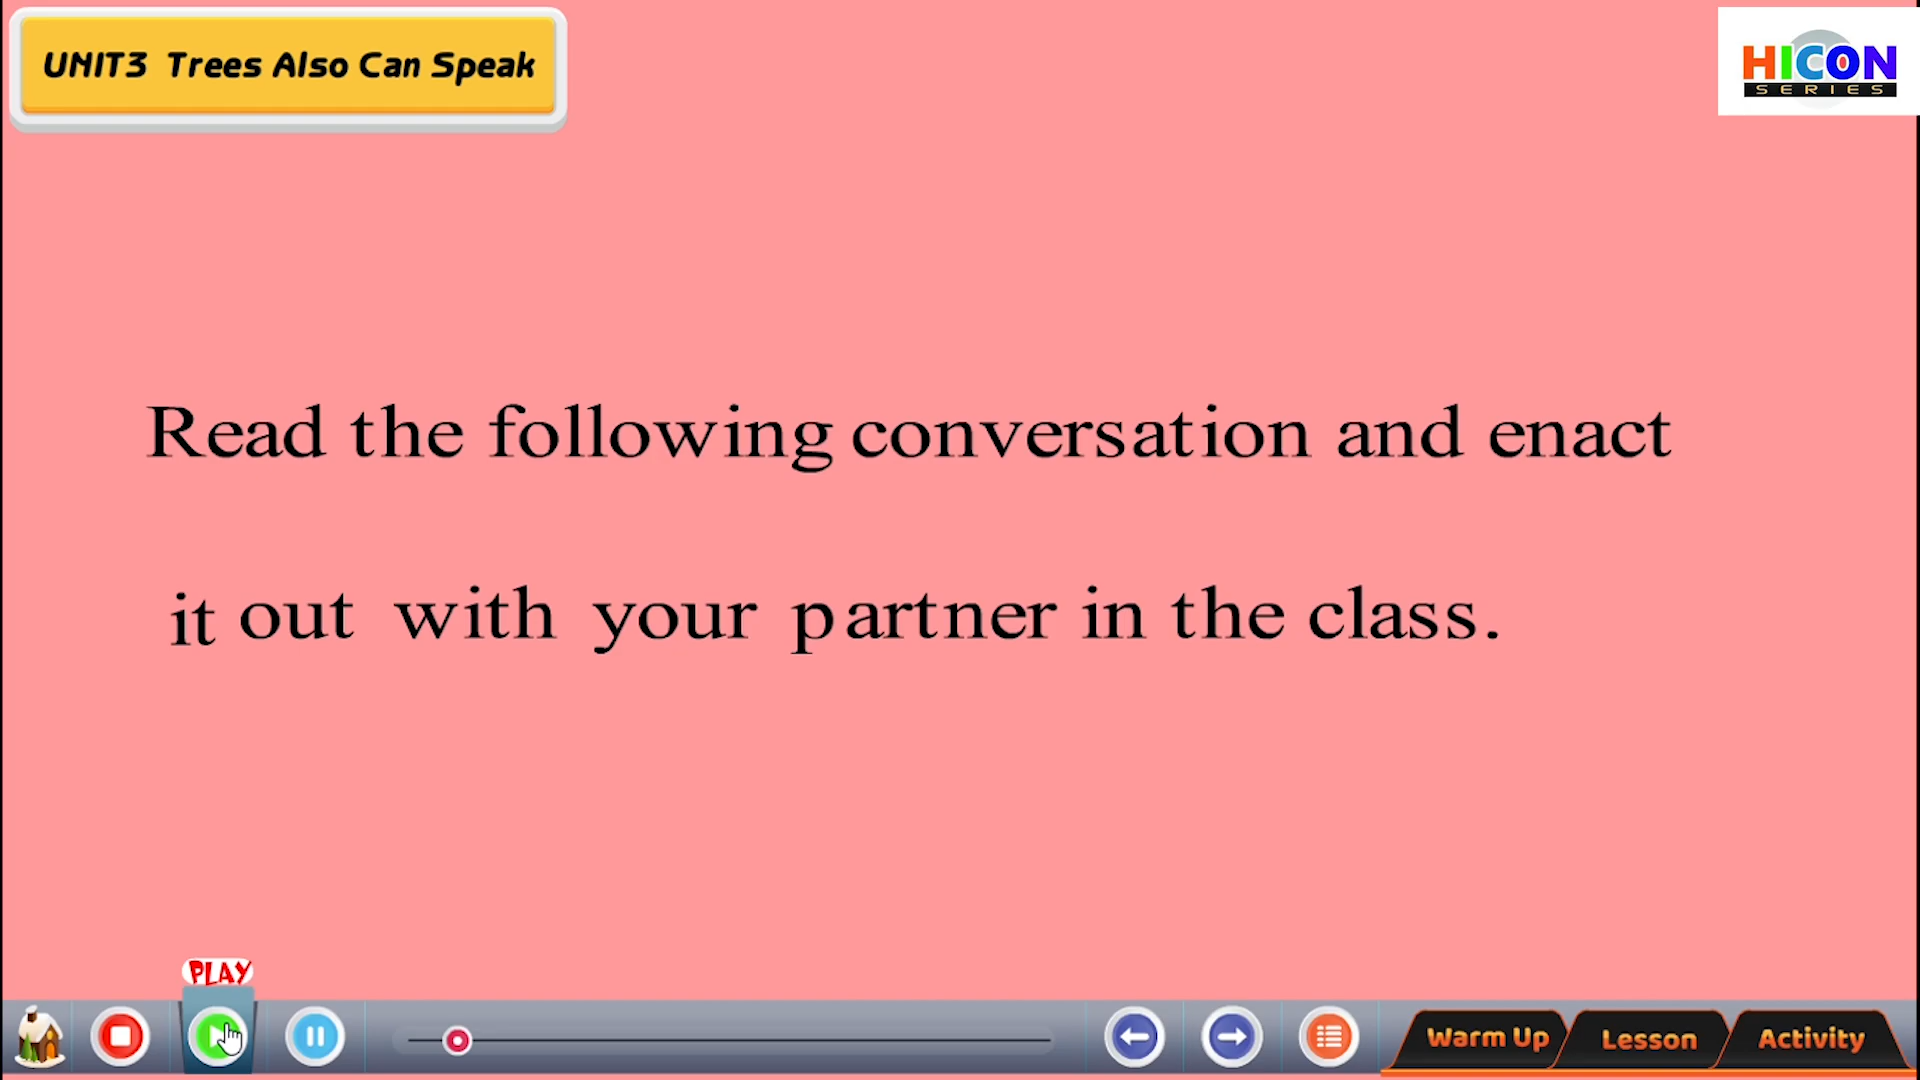 UNIT3 Trees Also Can Speak
HICON
SERIES
Read the following conversation and enact
it out with your partner in the class.
PLAY
Warm Up
Lesson
Activity